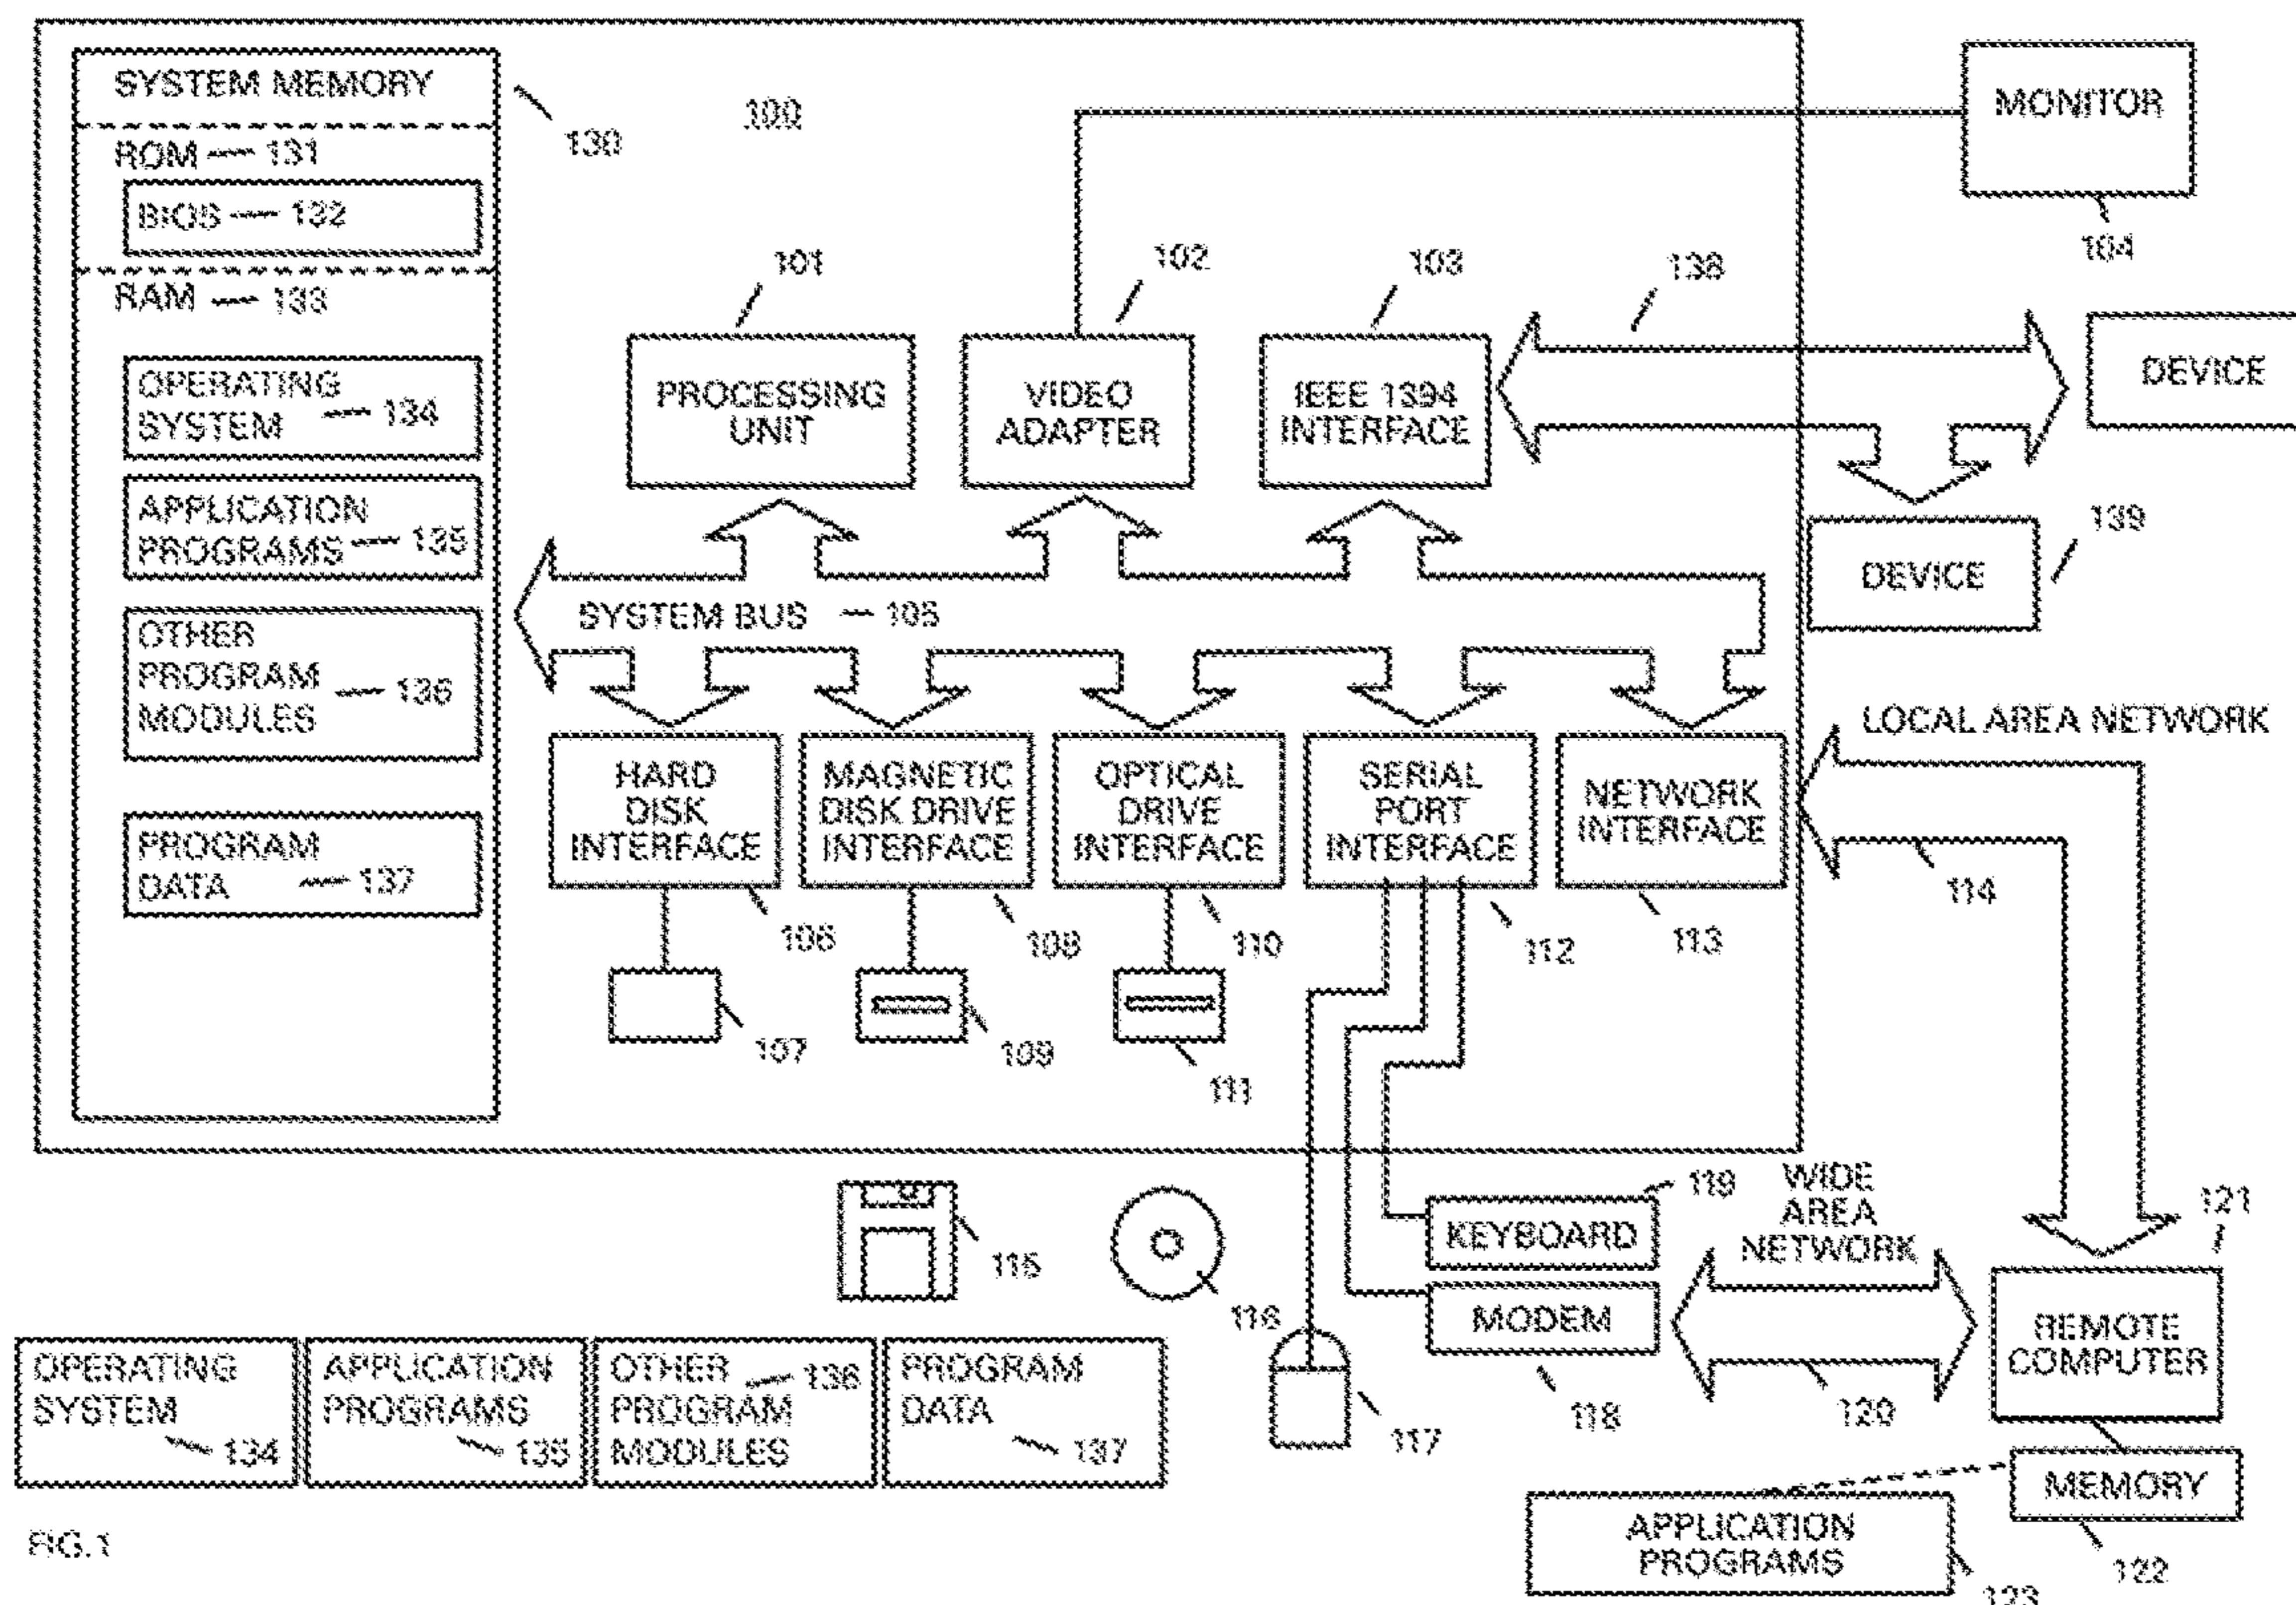 SYSTEM MEMORY
130
100
ROM 131
BIOS 132
RAM 133
OPERATING
SYSTEM 134
APPLICATION
PROGRAMS 135
OTHER
PROGRAM
MODULES 136
PROGRAM
DATA 137
MONITOR
104
101
PROCESSING
UNIT
102
VIDEO
ADAPTER
103
IEEE 1394
INTERFACE
138
DEVICE
DEVICE
139
SYSTEM BUS 105
HARD
DISK
INTERFACE
106
107
MAGNETIC
DISK DRIVE
INTERFACE
108
109
OPTICAL
DRIVE
INTERFACE
110
111
SERIAL
PORT
INTERFACE
112
NETWORK
INTERFACE
113
LOCAL AREA NETWORK
114
115
116
117
119
KEYBOARD
MODEM
118
WIDE
AREA
NETWORK
120
121
REMOTE
COMPUTER
MEMORY
122
APPLICATION
PROGRAMS
123
OPERATING
SYSTEM
134
APPLICATION
PROGRAMS
135
OTHER 136
PROGRAM
MODULES
PROGRAM
DATA
137
FIG.1